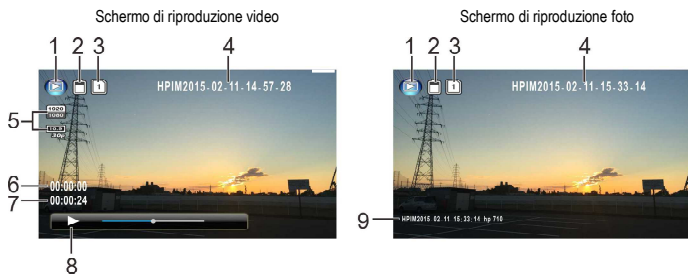 Schermo di riproduzione video
Schermo di riproduzione foto
1 2 3 4
1 2 3 4
HPIM2015-02-11-14-57-28
HPIM2015-02-11-15-33-14
5
1920
1080
30p
6
00:00:00
7
00:00:24
8
9
HPIM2015 02 11 15:33:14 hp 710